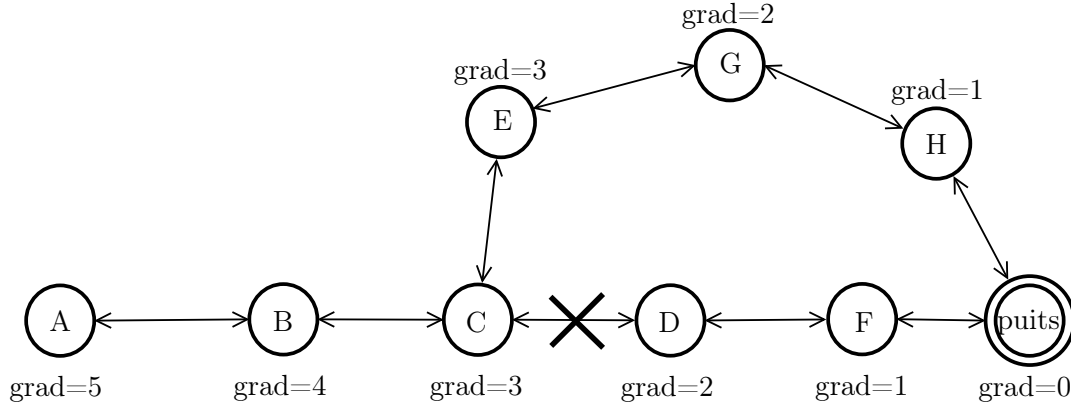 grad=2
G
grad=3
E
grad=1
H
A
B
C
D
F
puits
grad=5
grad=4
grad=3
grad=2
grad=1
grad=0